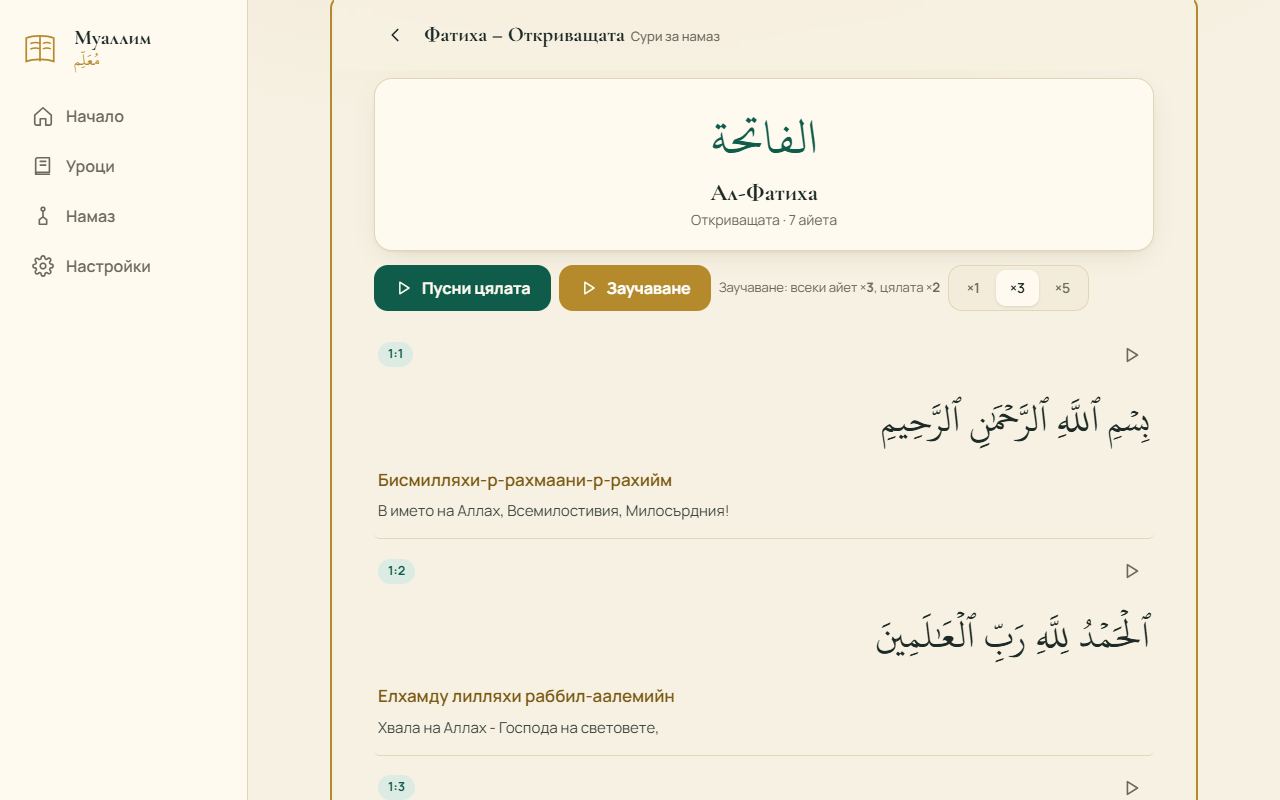 Муаллим
مُعَلِّم
Начало
Уроци
Намаз
Настройки
Фатиха – Откриващата Сури за намаз
الفاتحة
Ал-Фатиха
Откриващата · 7 айета
Пусни цялата
Заучаване
Заучаване: всеки айет ×3, цялата ×2
×1 ×3 ×5
1:1
بِسْمِ ٱللَّهِ ٱلرَّحْمَٰنِ ٱلرَّحِيمِ
Бисмилляхи-р-рахмаани-р-рахийм
В името на Аллах, Всемилостивия, Милосърдния!
1:2
ٱلْحَمْدُ لِلَّهِ رَبِّ ٱلْعَٰلَمِينَ
Елхамду лилляхи раббил-аалемийн
Хвала на Аллах - Господа на световете,
1:3